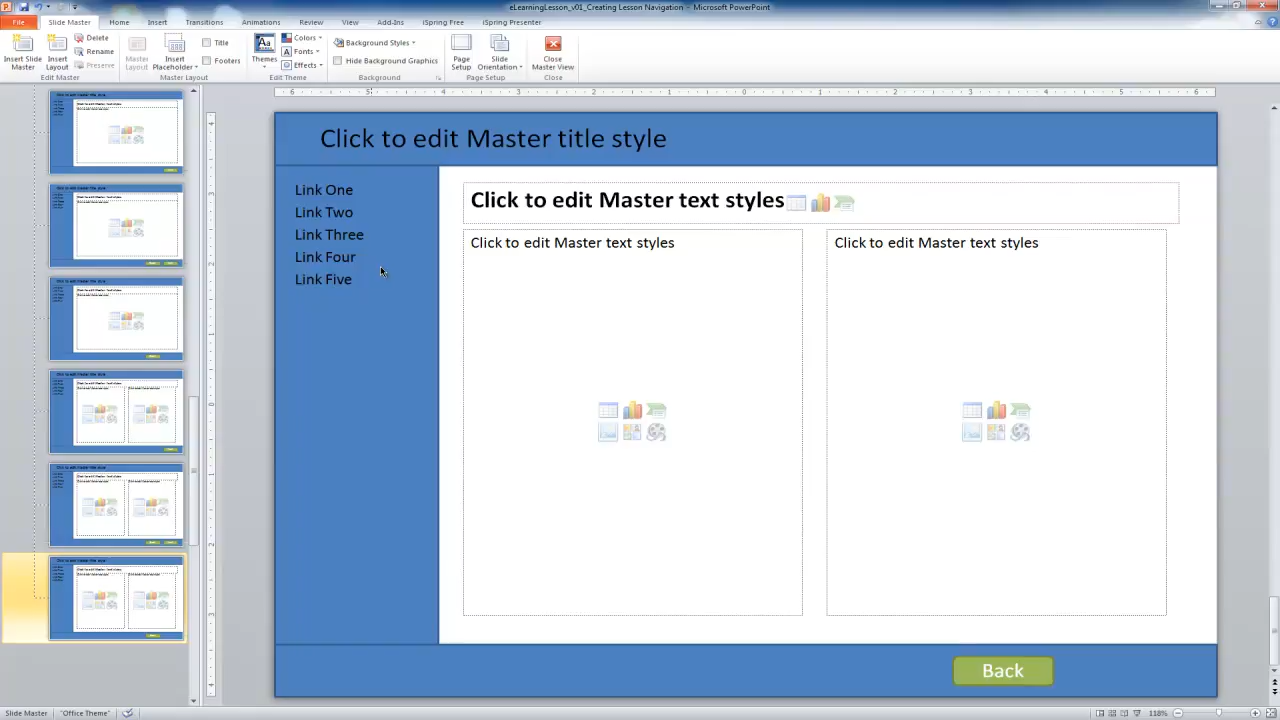 eLearningLesson_v01_Creating Lesson Navigation - Microsoft PowerPoint
File Slide Master Home Insert Transitions Animations Review View Add-Ins iSpring Free iSpring Presenter
Insert Slide Master
Insert Layout
Delete
Rename
Preserve
Edit Master
Master Layout
Insert Placeholder
Title
Footers
Master Layout
Themes
Colors
Fonts
Effects
Edit Theme
Background Styles
Hide Background Graphics
Background
Page Setup
Slide Orientation
Page Setup
Close Master View
Close
Click to edit Master title style
Link One
Link Two
Link Three
Link Four
Link Five
Click to edit Master text styles
Click to edit Master text styles
Click to edit Master text styles
Back
Slide Master "Office Theme"
118%